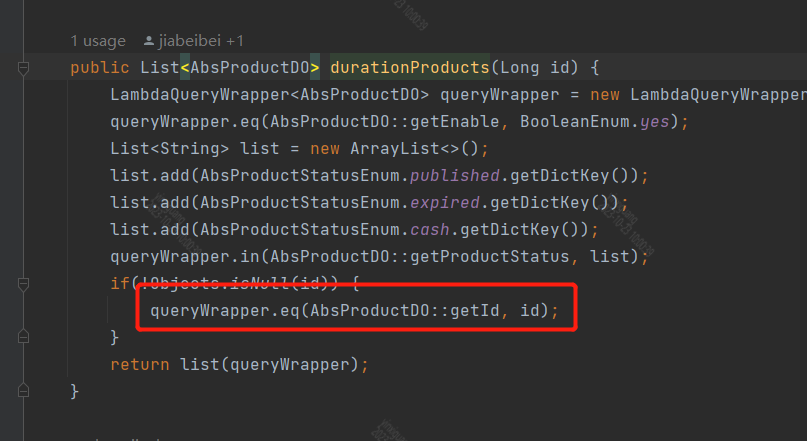 1 usage jiabeibei +1
public List<AbsProductDO> durationProducts(Long id) {
LambdaQueryWrapper<AbsProductDO> queryWrapper = new LambdaQueryWrapper
queryWrapper.eq(AbsProductDO::getEnable, BooleanEnum.yes);
List<String> list = new ArrayList<>();
list.add(AbsProductStatusEnum.published.getDictKey());
list.add(AbsProductStatusEnum.expired.getDictKey());
list.add(AbsProductStatusEnum.cash.getDictKey());
queryWrapper.in(AbsProductDO::getProductStatus, list);
if(!Objects.isNull(id)) {
queryWrapper.eq(AbsProductDO::getId, id);
}
return list(queryWrapper);
}